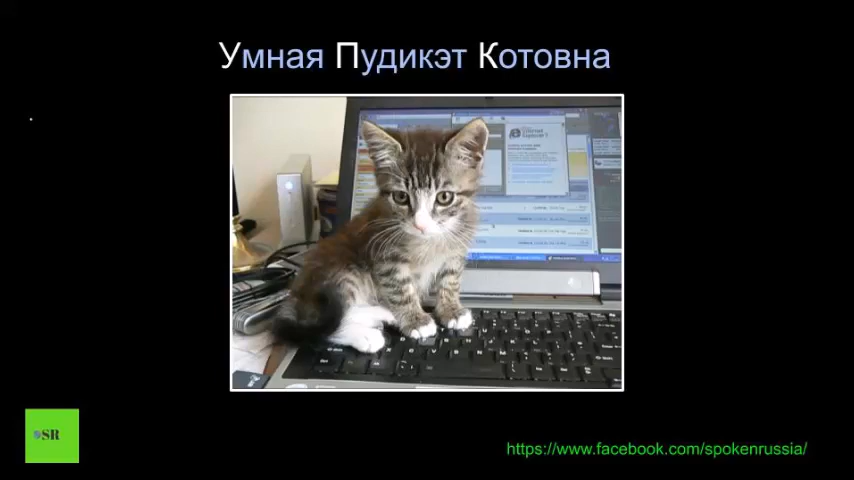 Умная Пудикэт Котовна
SR
https://www.facebook.com/spokenrussia/